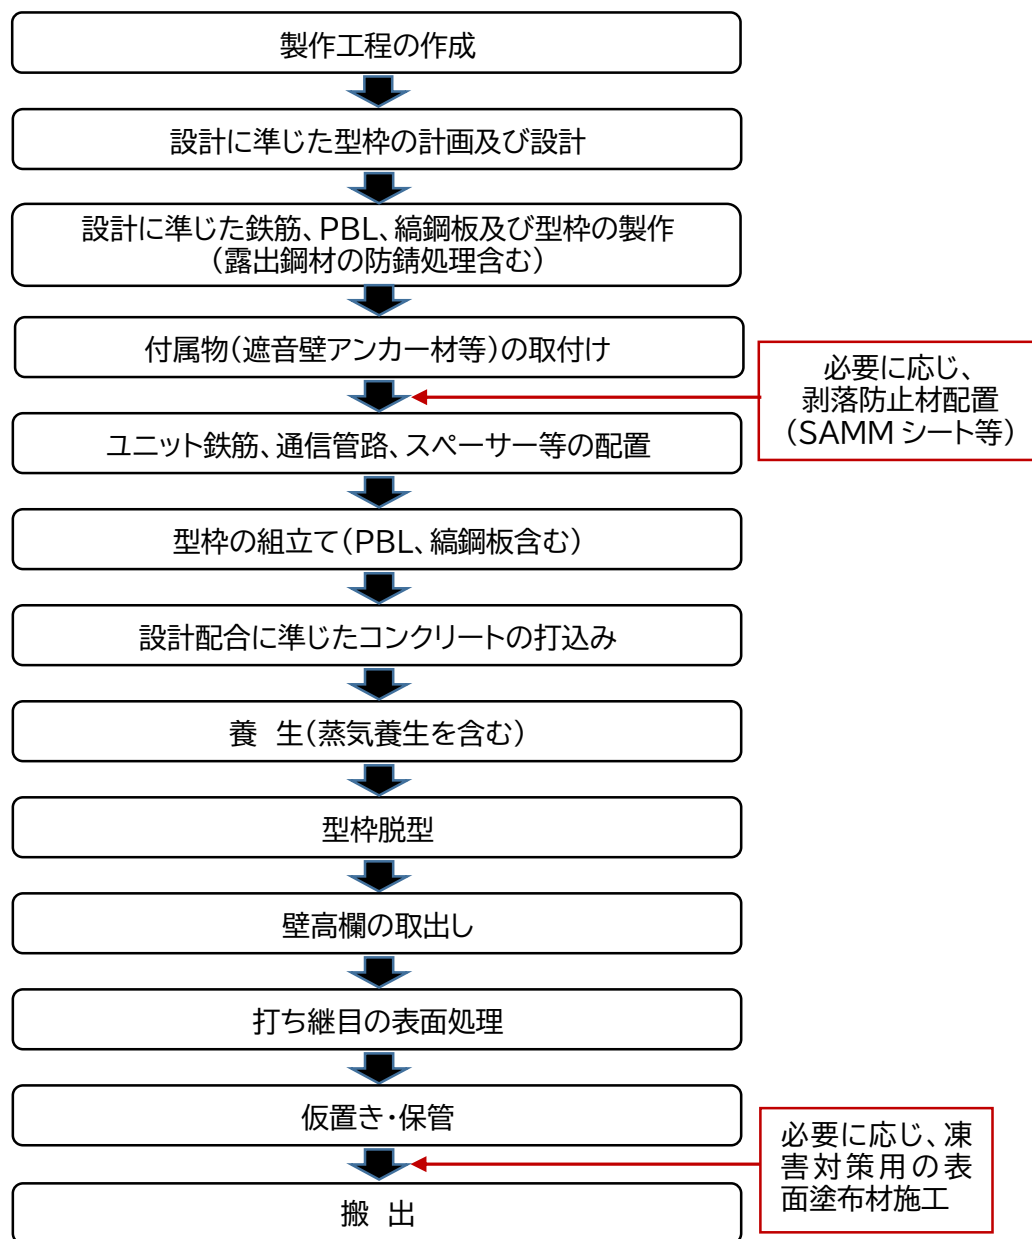 製作工程の作成
設計に準じた型枠の計画及び設計
設計に準じた鉄筋、PBL、縞鋼板及び型枠の製作
（露出鋼材の防錆処理含む）
付属物（遮音壁アンカー材等）の取付け
必要に応じ、
剥落防止材配置
（SAMM シート等）
ユニット鉄筋、通信管路、スペーサー等の配置
型枠の組立て（PBL、縞鋼板含む）
設計配合に準じたコンクリートの打込み
養　生（蒸気養生を含む）
型枠脱型
壁高欄の取出し
打ち継目の表面処理
仮置き・保管
必要に応じ、凍
害対策用の表
面塗布材施工
搬　出